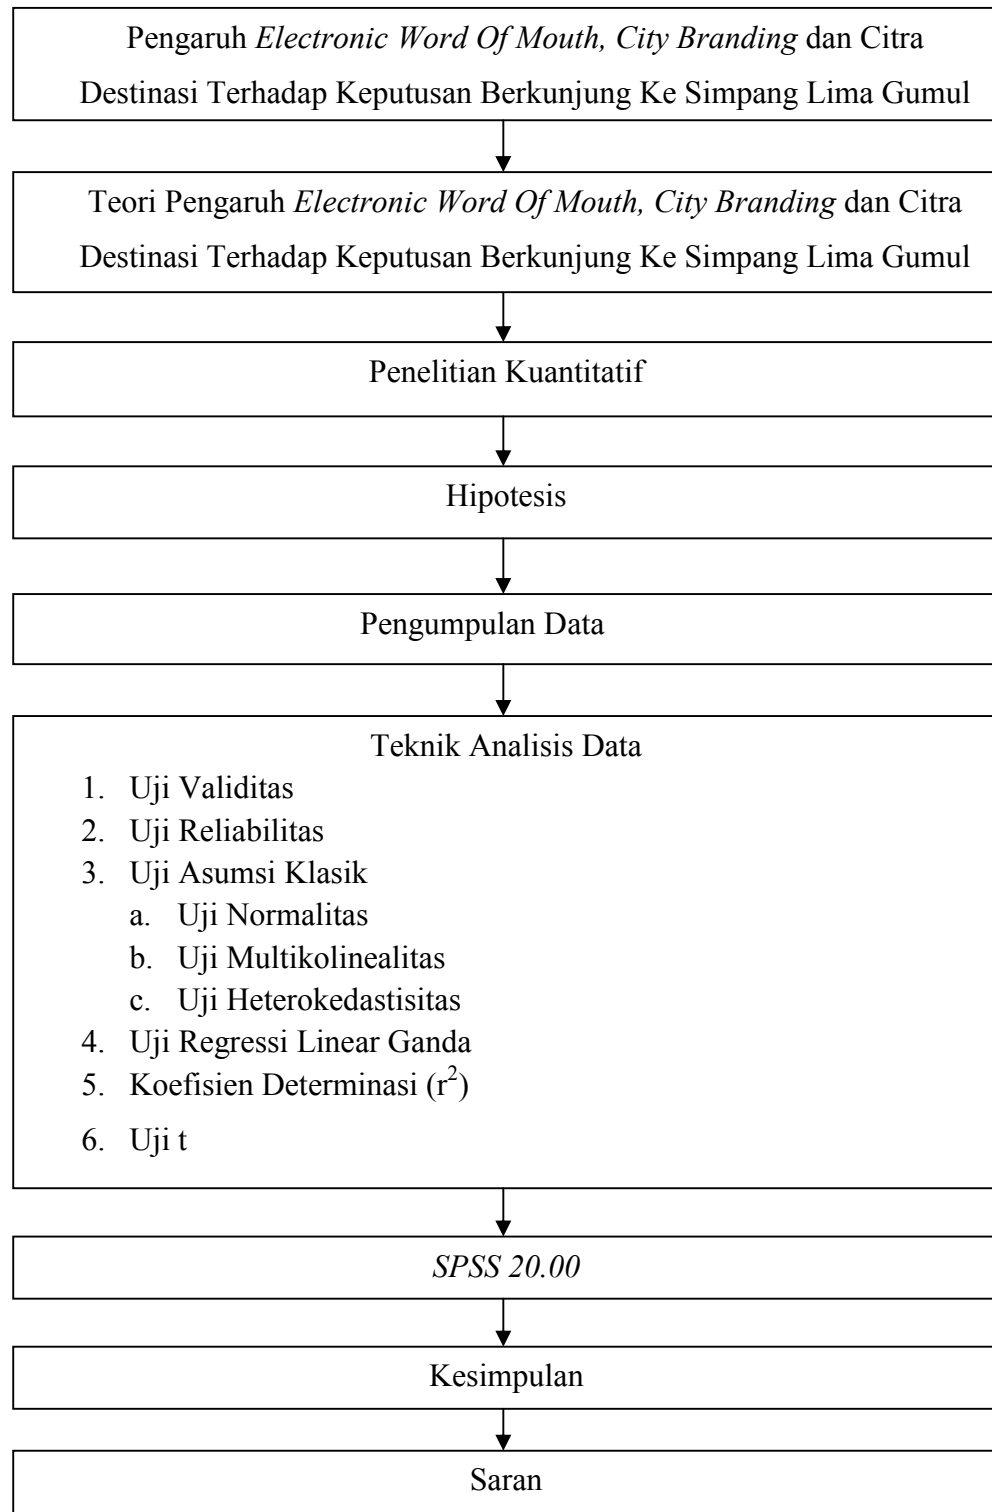 Pengaruh Electronic Word Of Mouth, City Branding dan Citra
Destinasi Terhadap Keputusan Berkunjung Ke Simpang Lima Gumul
Teori Pengaruh Electronic Word Of Mouth, City Branding dan Citra
Destinasi Terhadap Keputusan Berkunjung Ke Simpang Lima Gumul
Penelitian Kuantitatif
Hipotesis
Pengumpulan Data
Teknik Analisis Data
1. Uji Validitas
2. Uji Reliabilitas
3. Uji Asumsi Klasik
a. Uji Normalitas
b. Uji Multikolinealitas
c. Uji Heterokedastisitas
4. Uji Regressi Linear Ganda
5. Koefisien Determinasi (r²)
6. Uji t
SPSS 20.00
Kesimpulan
Saran